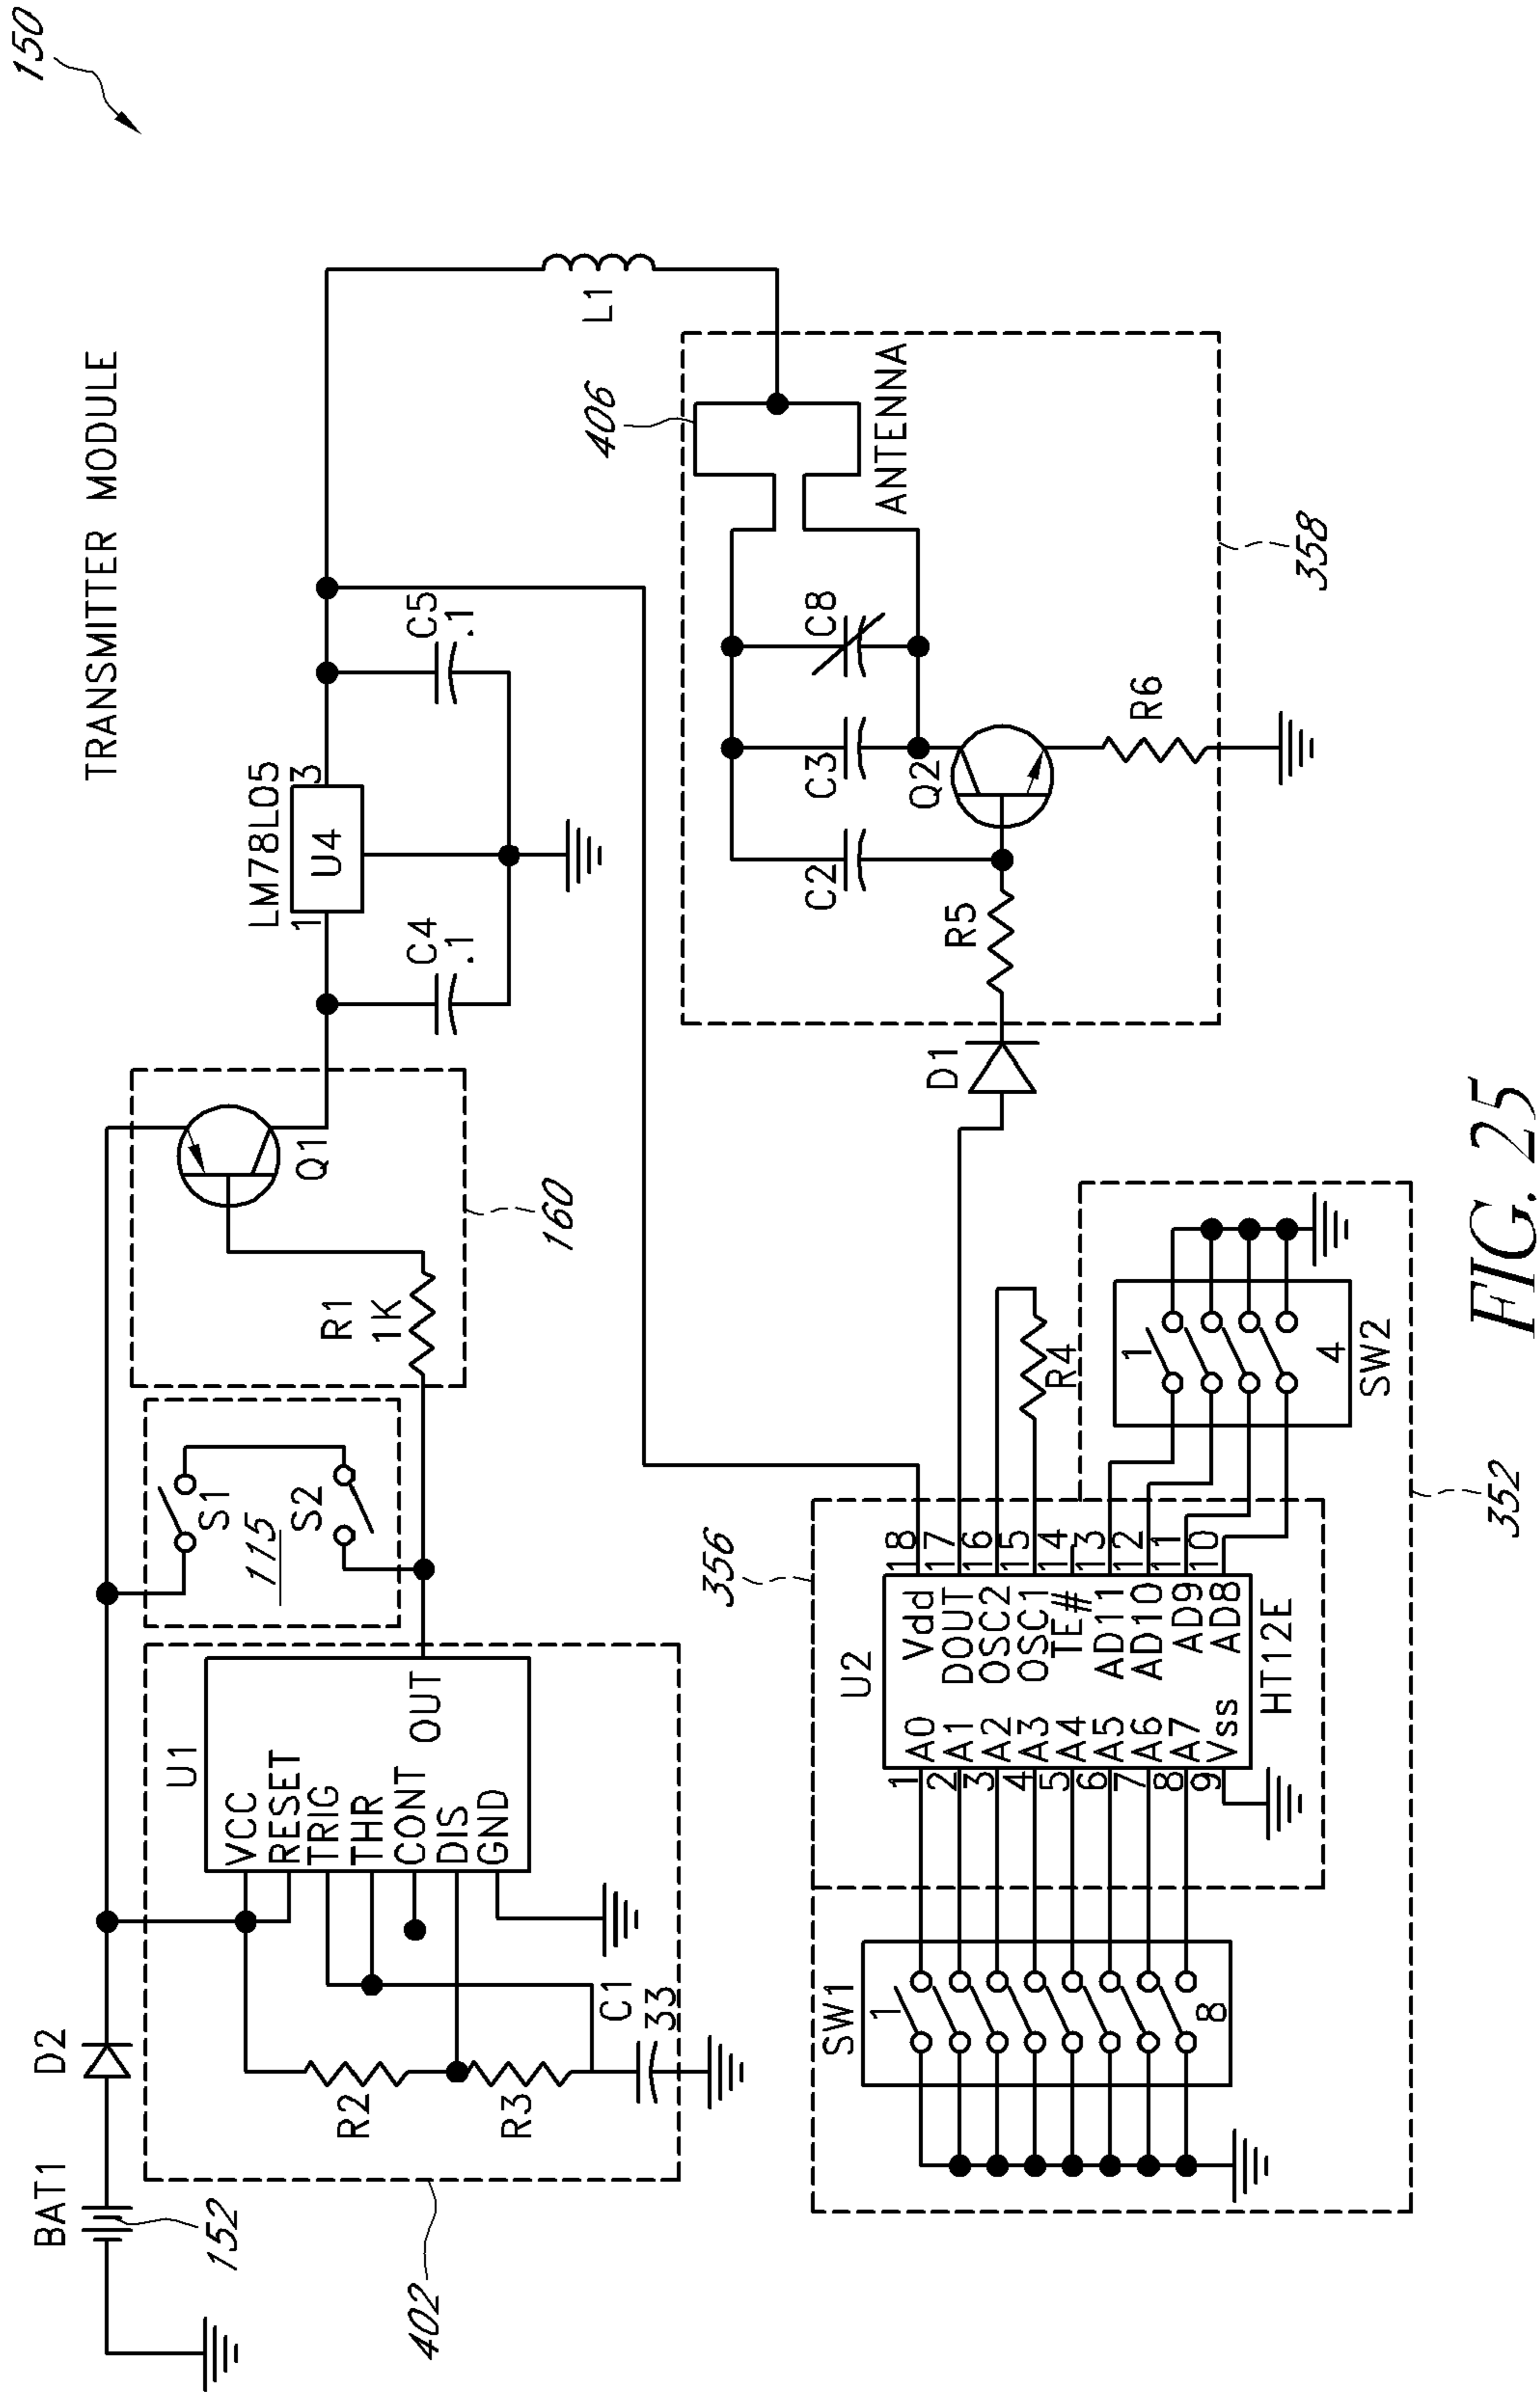 150
TRANSMITTER MODULE
BAT1
152
D2
402
U1
VCC
RESET
TRIG
THR
CONT
DIS
GND
OUT
R2
R3
C1
33
S1
115
S2
R1
1K
Q1
160
LM78L05
1
U4
3
C4
.1
C5
.1
L1
406
ANTENNA
C2
C3
C8
Q2
R5
R6
D1
358
356
U2
SW1
1
8
1
2
3
4
5
6
7
8
9
A0
A1
A2
A3
A4
A5
A6
A7
Vss
Vdd
DOUT
OSC2
OSC1
TE#
AD11
AD10
AD9
AD8
18
17
16
15
14
13
12
11
10
HT12E
R4
1
4
SW2
352
FIG. 25